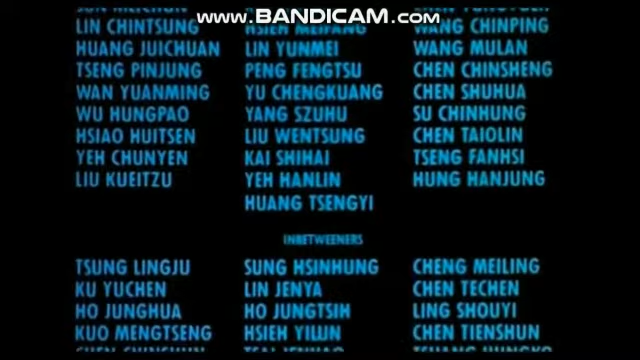 www.BANDICAM.com
LIN CHINTSUNG HSIEH MEIFANG WANG CHINPING
HUANG JUICHUAN LIN YUNMEI WANG MULAN
TSENG PINJUNG PENG FENGTSU CHEN CHINSHENG
WAN YUANMING YU CHENGKUANG CHEN SHUHUA
WU HUNGPAO YANG SZUHU SU CHINHUNG
HSIAO HUITSEN LIU WENTSUNG CHEN TAIOLIN
YEH CHUNYEN KAI SHIHAI TSENG FANHSI
LIU KUEITZU YEH HANLIN HUNG HANJUNG
HUANG TSENGYI
INBETWEENERS
TSUNG LINGJU SUNG HSINHUNG CHENG MEILING
KU YUCHEN LIN JENYA CHEN TECHEN
HO JUNGHUA HO JUNGTSIH LING SHOUYI
KUO MENGTSENG HSIEH YILUN CHEN TIENSHUN